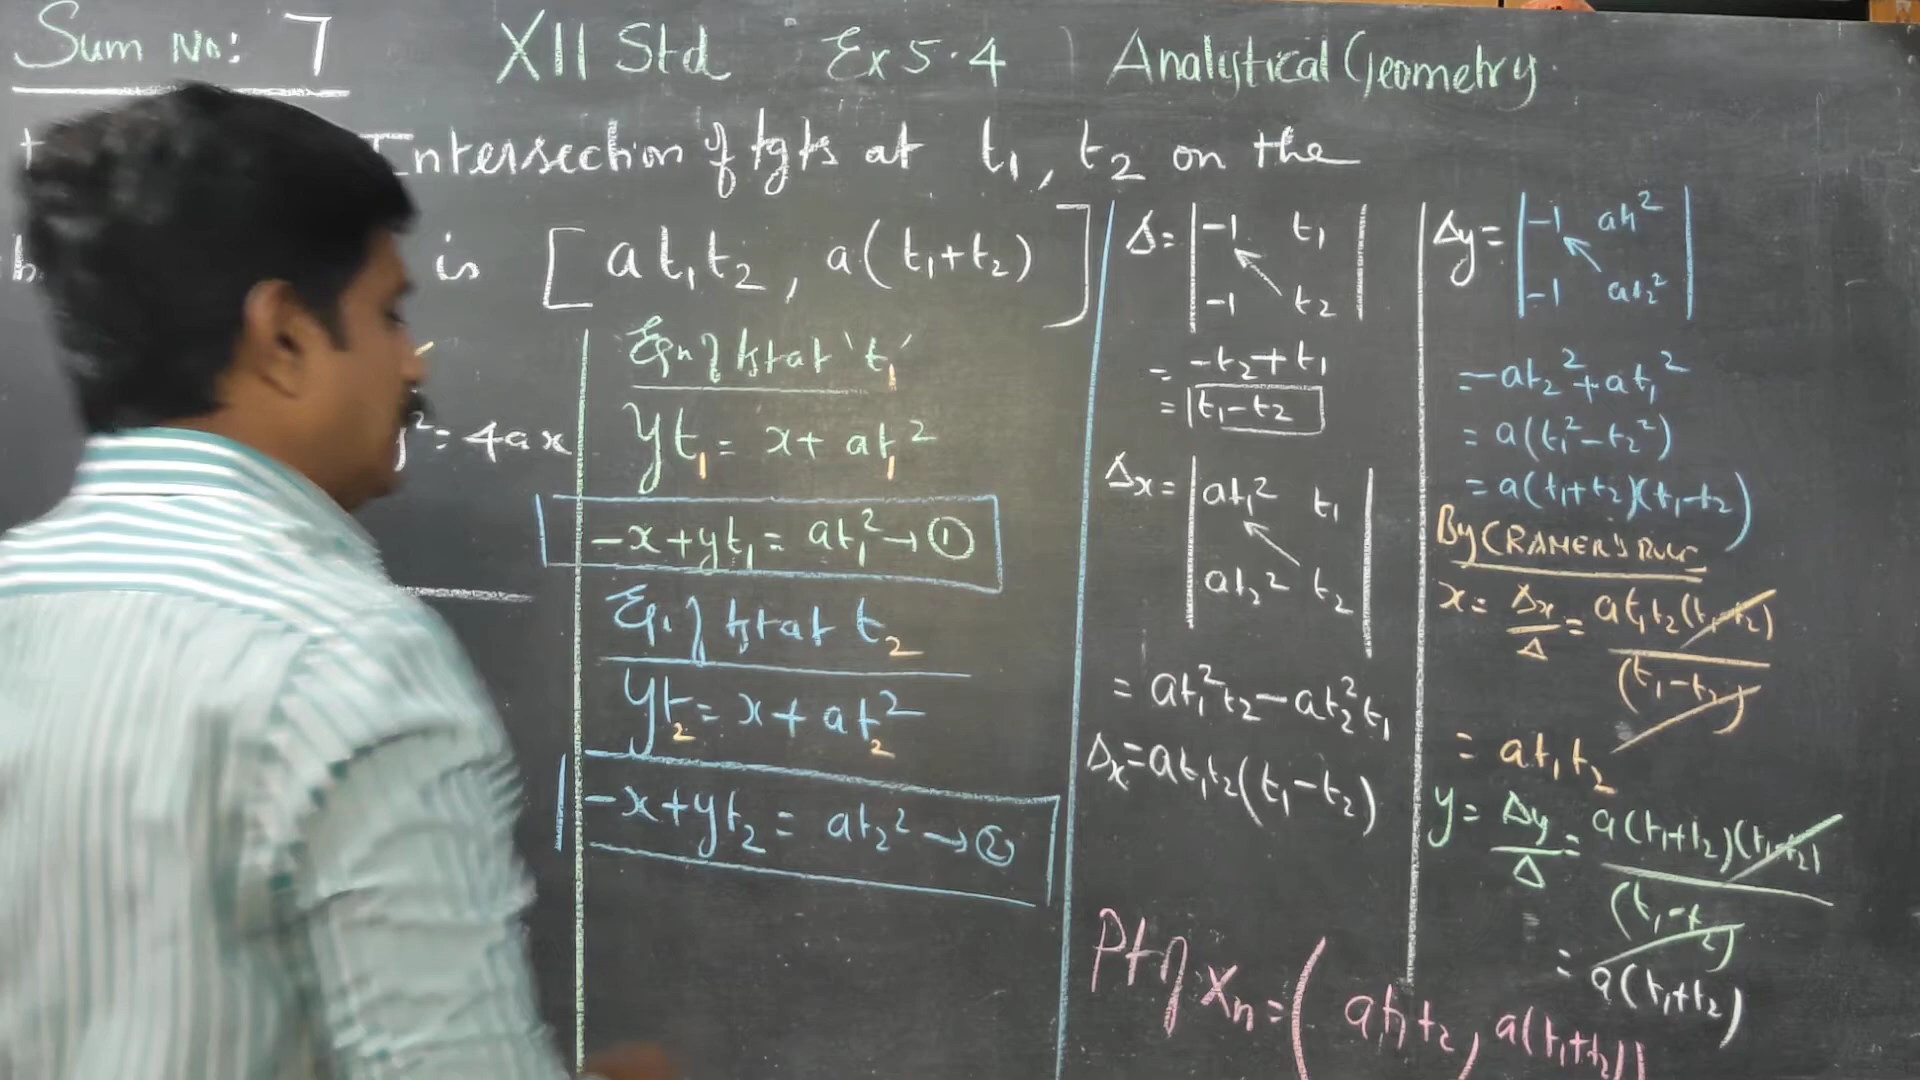 Sum No: 7 XII Std Ex 5.4 Analytical Geometry
Intersection of tgts at t₁, t₂ on the
is [at₁t₂, a(t₁+t₂)]
y² = 4ax
Eqn of tgt at 't₁'
yt₁ = x + at₁²
-x+yt₁ = at₁² → ①
Eqn of tgt at t₂
yt₂ = x + at₂²
-x+yt₂ = at₂² → ②
Δ = | -1 t₁ |
| -1 t₂ |
= -t₂+t₁
= t₁-t₂
Δx = | at₁² t₁ |
| at₂² t₂ |
= at₁²t₂ - at₂²t₁
Δx = at₁t₂(t₁-t₂)
Δy = | -1 at₁² |
| -1 at₂² |
= -at₂² + at₁²
= a(t₁²-t₂²)
= a(t₁+t₂)(t₁-t₂)
By CRAMER'S RULE
x = Δx/Δ = at₁t₂(t₁-t₂)/(t₁-t₂)
= at₁t₂
y = Δy/Δ = a(t₁+t₂)(t₁-t₂)/(t₁-t₂)
= a(t₁+t₂)
Pt of Xn = (at₁t₂, a(t₁+t₂))